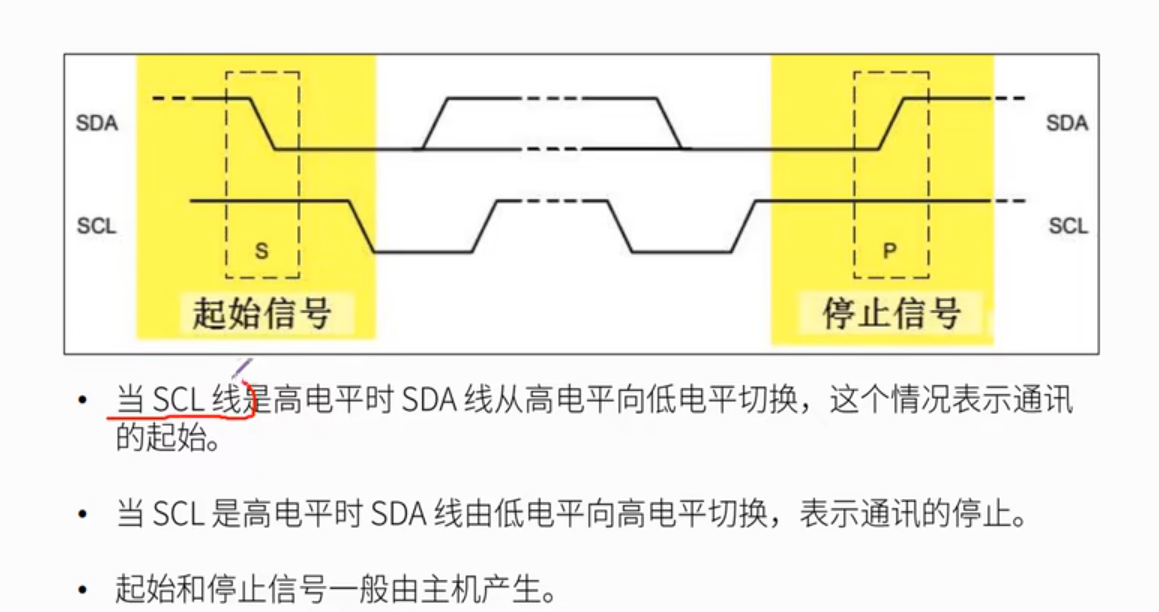 SDA
SDA
SCL
SCL
S
P
起始信号
停止信号
• 当 SCL 线是高电平时 SDA 线从高电平向低电平切换，这个情况表示通讯
的起始。
• 当 SCL 是高电平时 SDA 线由低电平向高电平切换，表示通讯的停止。
• 起始和停止信号一般由主机产生。